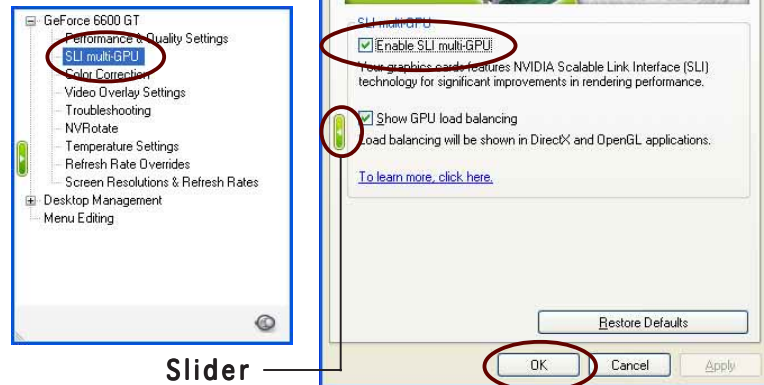 GeForce 6600 GT
Performance & Quality Settings
SLI multi-GPU
Color Correction
Video Overlay Settings
Troubleshooting
NVRotate
Temperature Settings
Refresh Rate Overrides
Screen Resolutions & Refresh Rates
Desktop Management
Menu Editing
SLI multi-GPU
Enable SLI multi-GPU
Your graphics cards features NVIDIA Scalable Link Interface (SLI)
technology for significant improvements in rendering performance.
Show GPU load balancing
Load balancing will be shown in DirectX and OpenGL applications.
To learn more, click here.
Restore Defaults
OK
Cancel
Apply
Slider